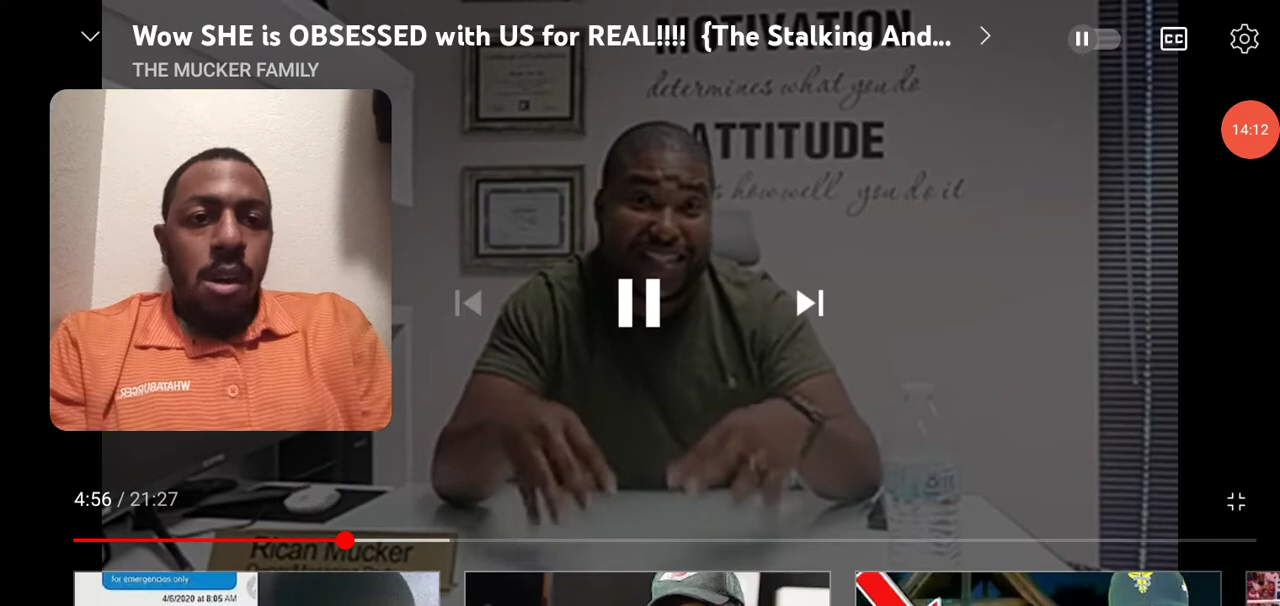 Wow SHE is OBSESSED with US for REAL!!!! {The Stalking And...
THE MUCKER FAMILY
CC
MOTIVATION
determines what you do
ATTITUDE
how well you do it
14:12
WHATABURGER
4:56 / 21:27
Rican Mucker
for emergencies only
4/6/2020 at 8:05 AM